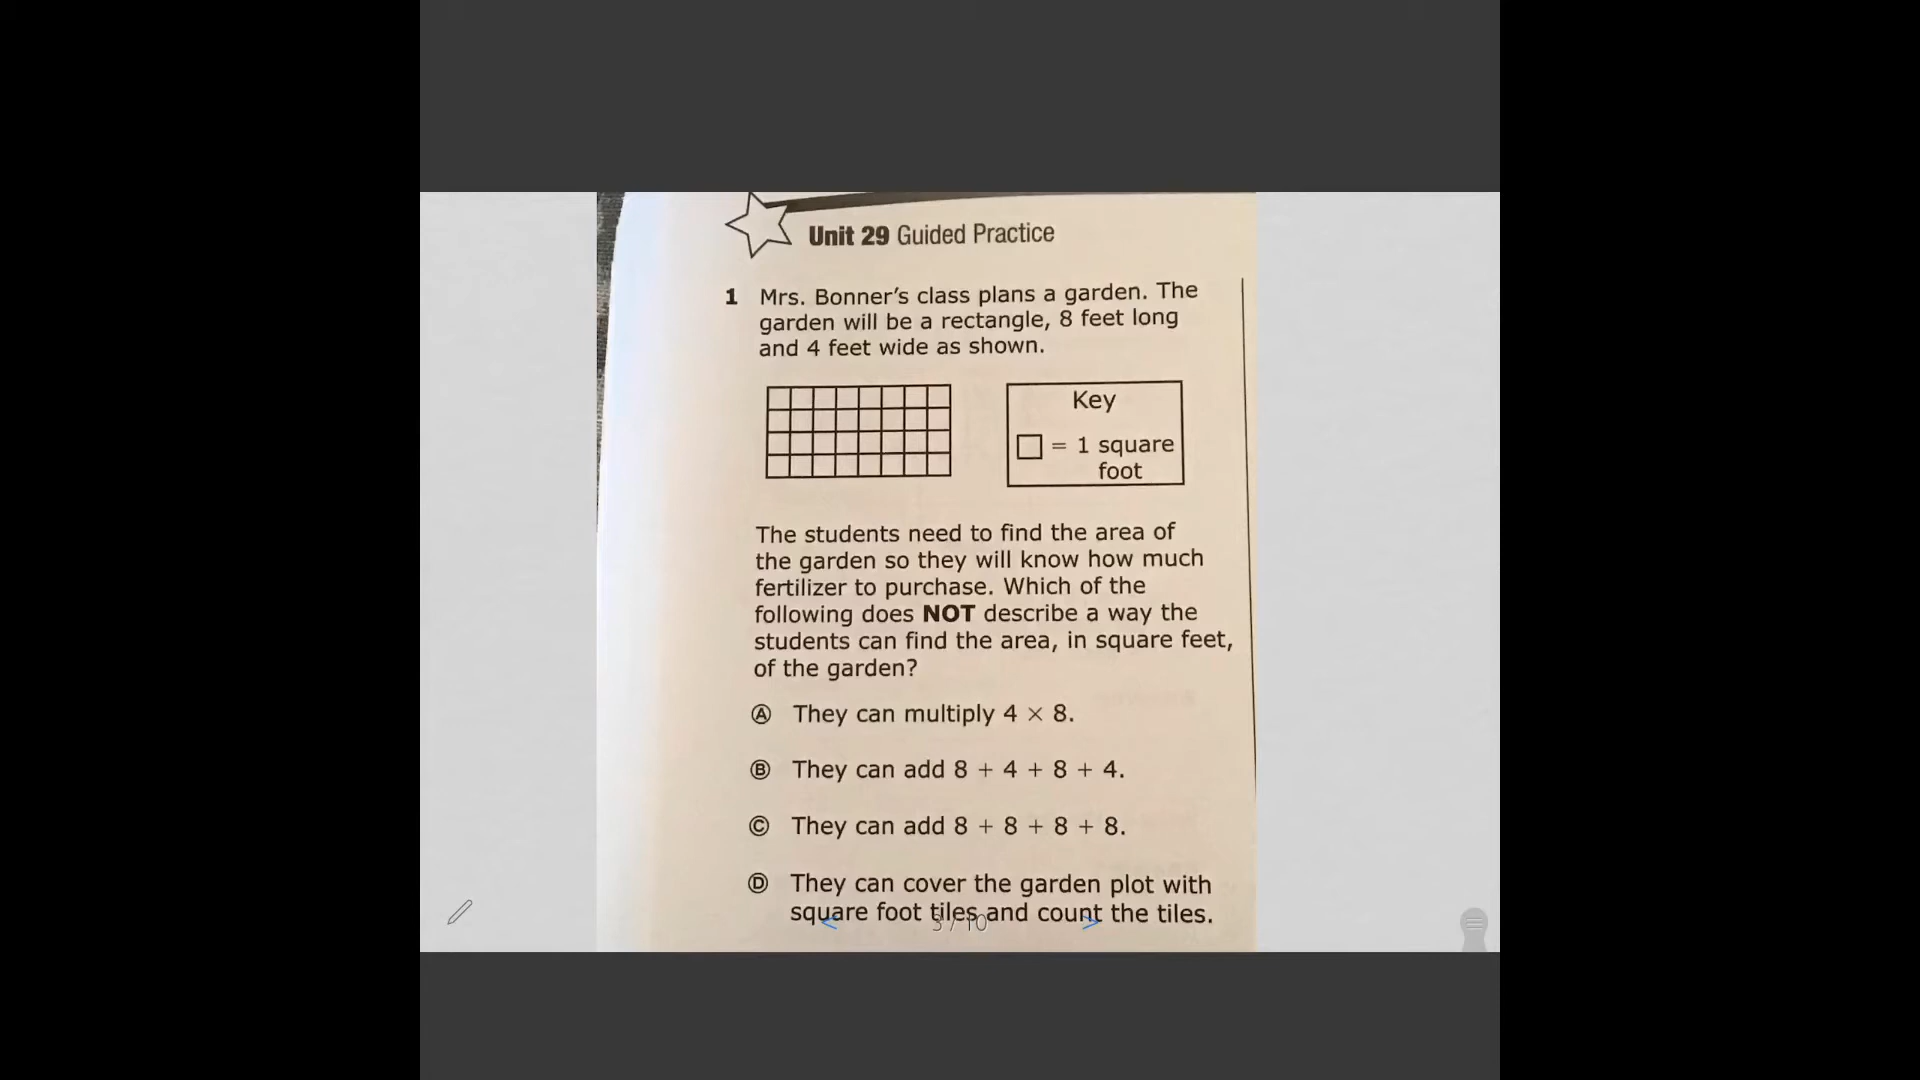 Unit 29 Guided Practice
1 Mrs. Bonner's class plans a garden. The
garden will be a rectangle, 8 feet long
and 4 feet wide as shown.
Key
= 1 square
foot
The students need to find the area of
the garden so they will know how much
fertilizer to purchase. Which of the
following does NOT describe a way the
students can find the area, in square feet,
of the garden?
Ⓐ They can multiply 4 × 8.
Ⓑ They can add 8 + 4 + 8 + 4.
Ⓒ They can add 8 + 8 + 8 + 8.
Ⓓ They can cover the garden plot with
square foot tiles and count the tiles.
< 3 / 10 >